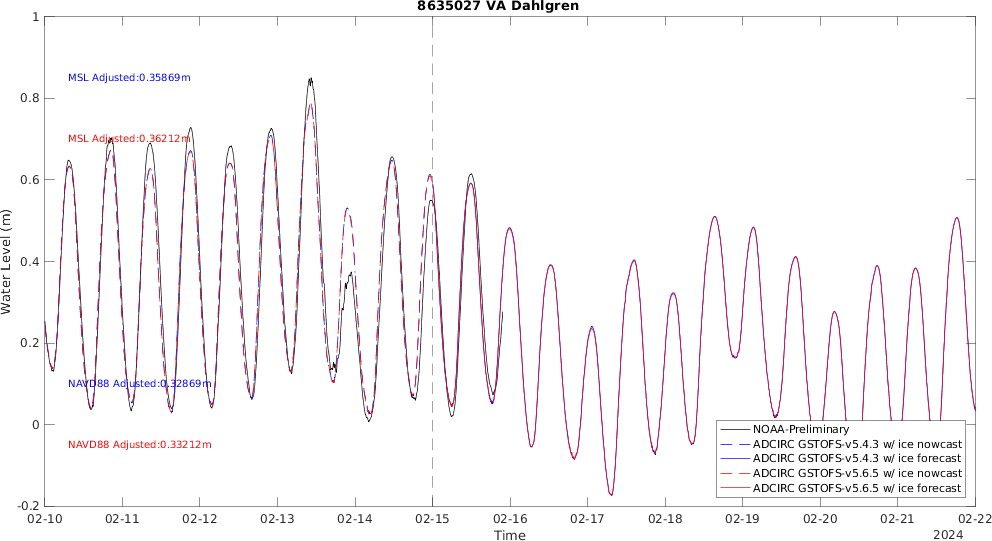 8635027 VA Dahlgren
Water Level (m)
1
0.8
0.6
0.4
0.2
0
-0.2
MSL Adjusted:0.35869m
MSL Adjusted:0.36212m
NAVD88 Adjusted:0.32869m
NAVD88 Adjusted:0.33212m
NOAA-Preliminary
ADCIRC GSTOFS-v5.4.3 w/ ice nowcast
ADCIRC GSTOFS-v5.4.3 w/ ice forecast
ADCIRC GSTOFS-v5.6.5 w/ ice nowcast
ADCIRC GSTOFS-v5.6.5 w/ ice forecast
02-10 02-11 02-12 02-13 02-14 02-15 02-16 02-17 02-18 02-19 02-20 02-21 02-22
Time
2024